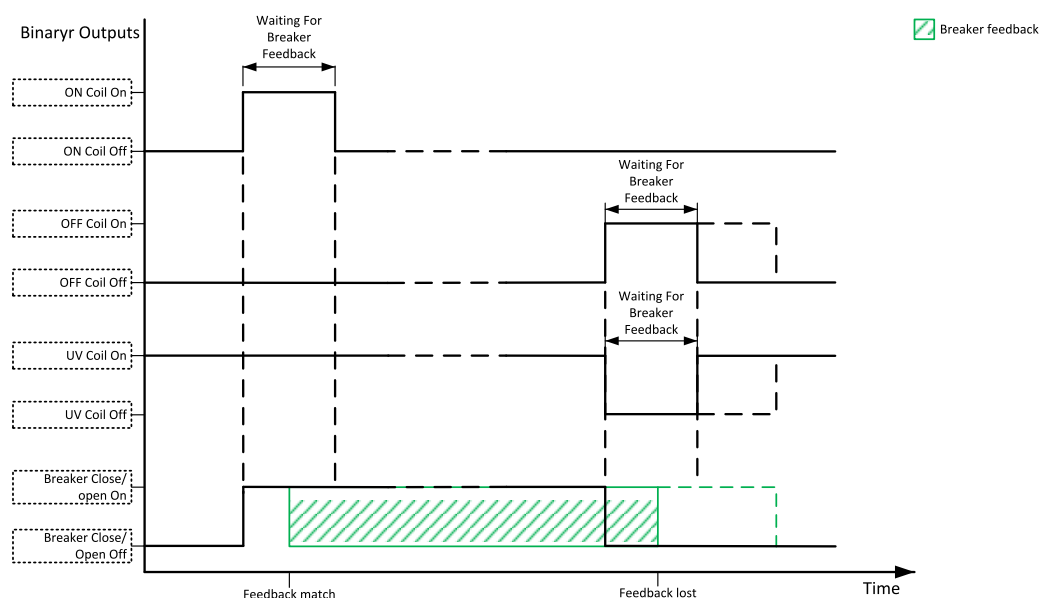 Waiting For
Breaker
Feedback
Binaryr Outputs
Breaker feedback
ON Coil On
ON Coil Off
Waiting For
Breaker
Feedback
OFF Coil On
OFF Coil Off
Waiting For
Breaker
Feedback
UV Coil On
UV Coil Off
Breaker Close/
open On
Breaker Close/
Open Off
Time
Feedback match
Feedback lost